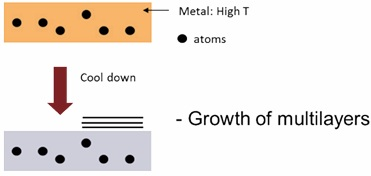 Metal: High T
atoms
Cool down
- Growth of multilayers